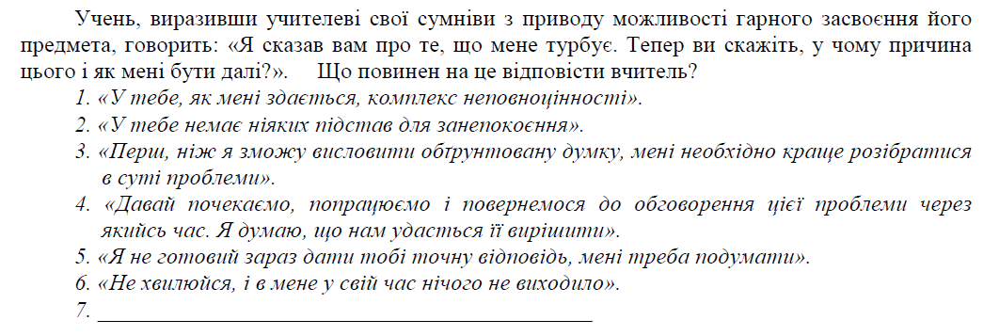 Учень, виразивши учителеві свої сумніви з приводу можливості гарного засвоєння його
предмета, говорить: «Я сказав вам про те, що мене турбує. Тепер ви скажіть, у чому причина
цього і як мені бути далі?». Що повинен на це відповісти вчитель?
1. «У тебе, як мені здається, комплекс неповноцінності».
2. «У тебе немає ніяких підстав для занепокоєння».
3. «Перш, ніж я зможу висловити обґрунтовану думку, мені необхідно краще розібратися
в суті проблеми».
4. «Давай почекаємо, попрацюємо і повернемося до обговорення цієї проблеми через
якийсь час. Я думаю, що нам удасться її вирішити».
5. «Я не готовий зараз дати тобі точну відповідь, мені треба подумати».
6. «Не хвилюйся, і в мене у свій час нічого не виходило».
7. ___________________________________________